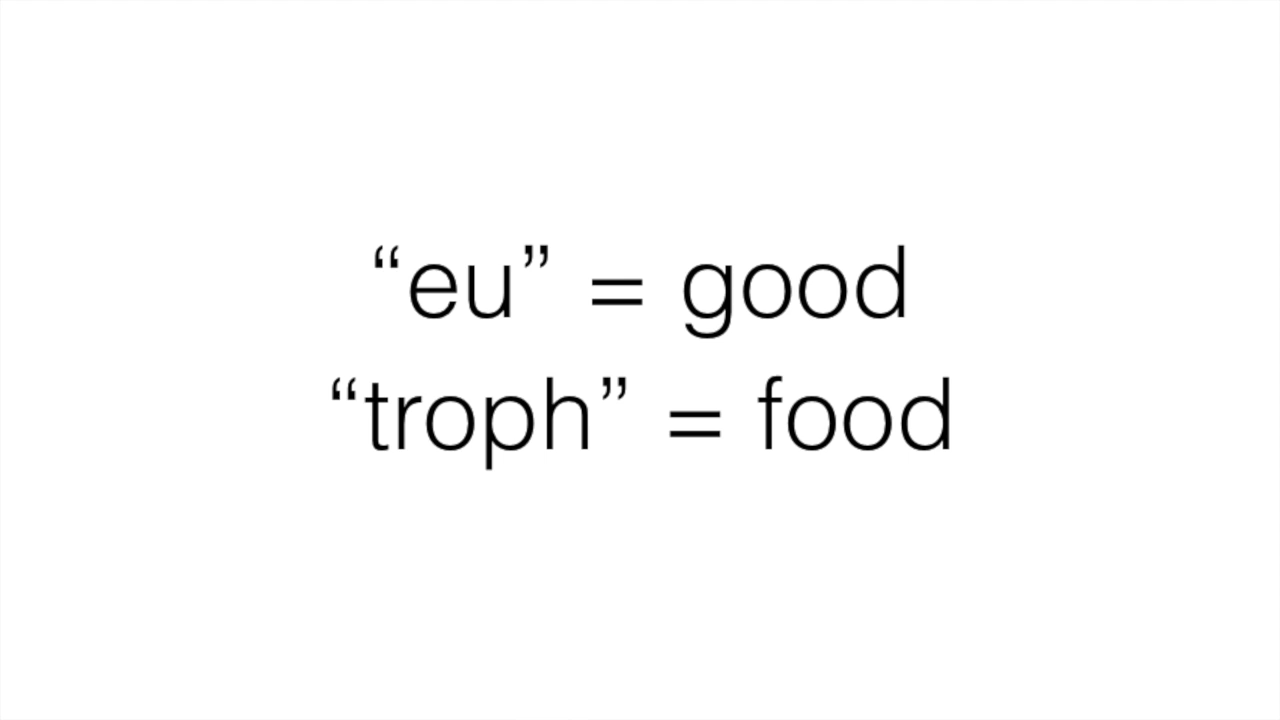 “eu” = good
“troph” = food